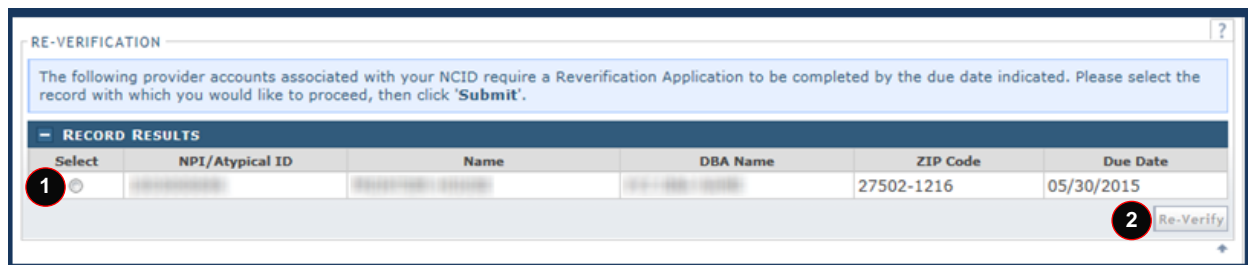 ?
RE-VERIFICATION
The following provider accounts associated with your NCID require a Reverification Application to be completed by the due date indicated. Please select the
record with which you would like to proceed, then click 'Submit'.
RECORD RESULTS
Select NPI/Atypical ID Name DBA Name ZIP Code Due Date
1 27502-1216 05/30/2015
2 Re-Verify